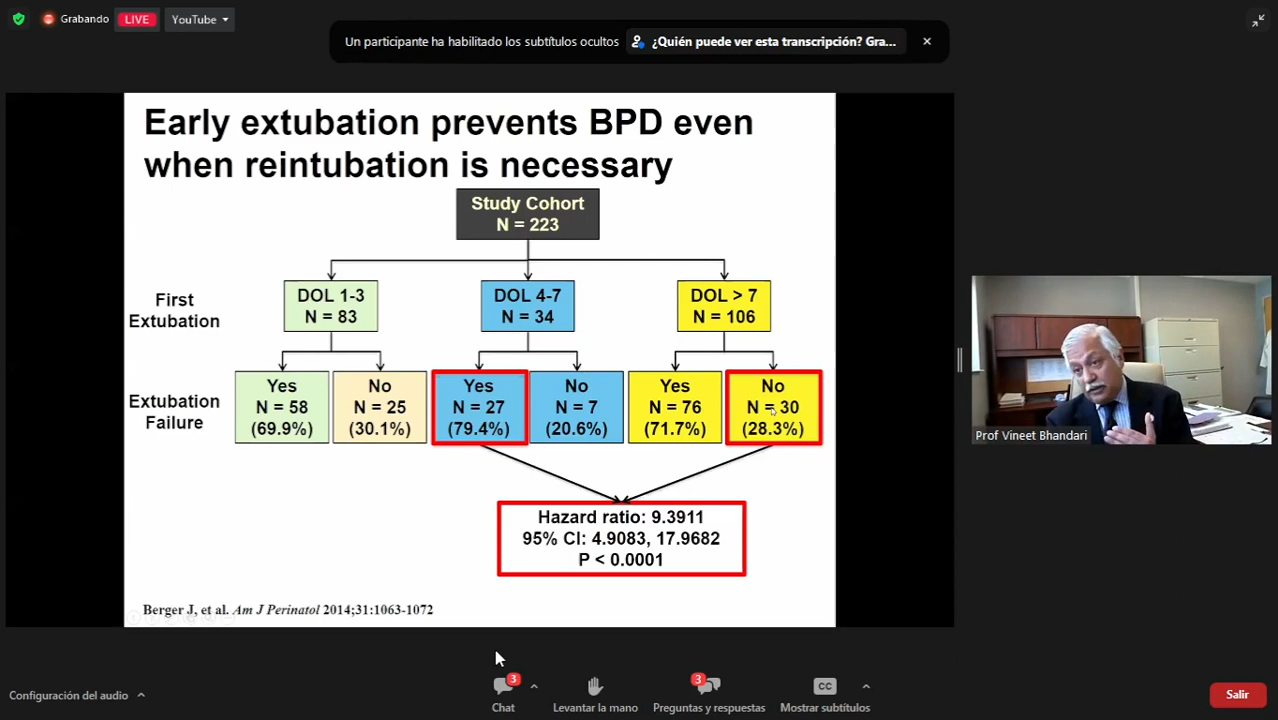 Grabando
LIVE
YouTube
Un participante ha habilitado los subtítulos ocultos
¿Quién puede ver esta transcripción? Gra...
Early extubation prevents BPD even
when reintubation is necessary
Study Cohort
N = 223
First
Extubation
DOL 1-3
N = 83
DOL 4-7
N = 34
DOL > 7
N = 106
Extubation
Failure
Yes
N = 58
(69.9%)
No
N = 25
(30.1%)
Yes
N = 27
(79.4%)
No
N = 7
(20.6%)
Yes
N = 76
(71.7%)
No
N = 30
(28.3%)
Hazard ratio: 9.3911
95% CI: 4.9083, 17.9682
P < 0.0001
Berger J, et al. Am J Perinatol 2014;31:1063-1072
Prof Vineet Bhandari
Configuración del audio
3
Chat
Levantar la mano
3
Preguntas y respuestas
CC
Mostrar subtítulos
Salir